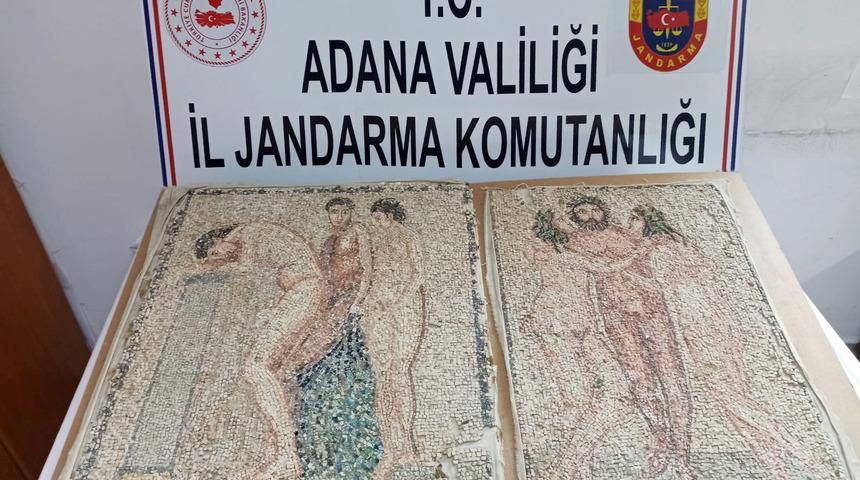 T.C.
ADANA VALİLİĞİ
İL JANDARMA KOMUTANLIĞI
JANDARMA